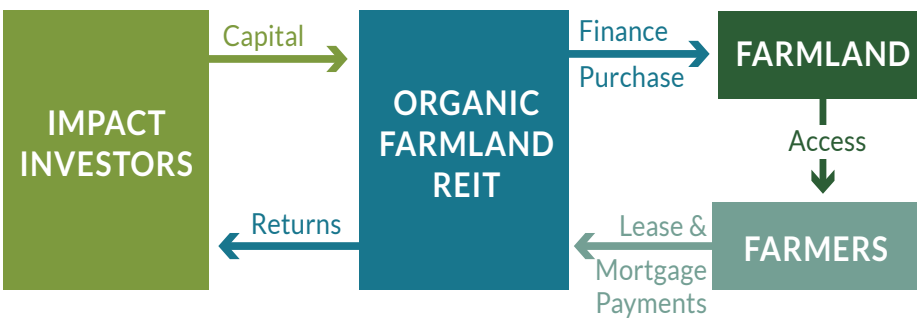 IMPACT
INVESTORS
Capital
Returns
ORGANIC
FARMLAND
REIT
Finance
Purchase
FARMLAND
Access
FARMERS
Lease &
Mortgage
Payments